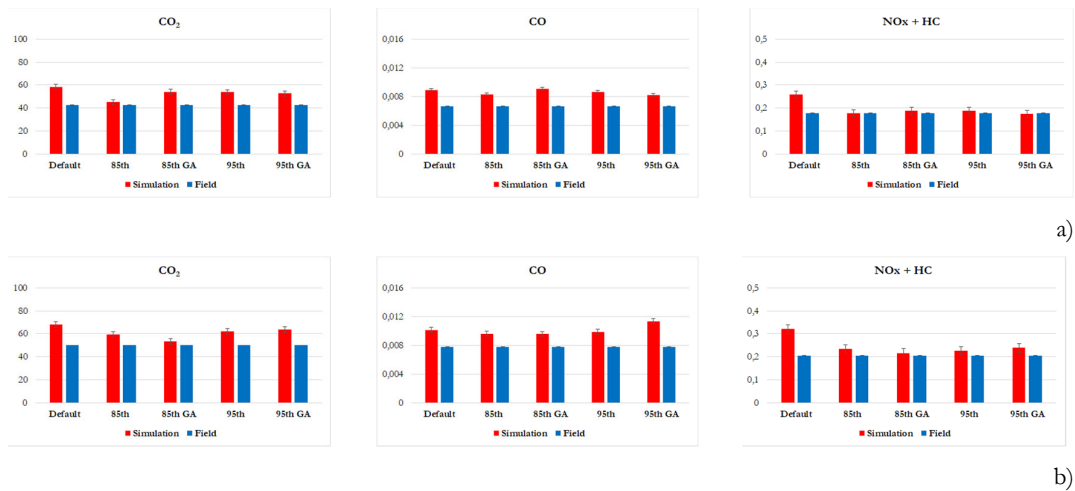 CO₂
100
80
60
40
20
0
Default 85th 85th GA 95th 95th GA
Simulation Field
CO
0,016
0,012
0,008
0,004
0
Default 85th 85th GA 95th 95th GA
Simulation Field
NOx + HC
0,5
0,4
0,3
0,2
0,1
0
Default 85th 85th GA 95th 95th GA
Simulation Field
a)
CO₂
100
80
60
40
20
0
Default 85th 85th GA 95th 95th GA
Simulation Field
CO
0,016
0,012
0,008
0,004
0,000
Default 85th 85th GA 95th 95th GA
Simulation Field
NOx + HC
0,5
0,4
0,3
0,2
0,1
0
Default 85th 85th GA 95th 95th GA
Simulation Field
b)